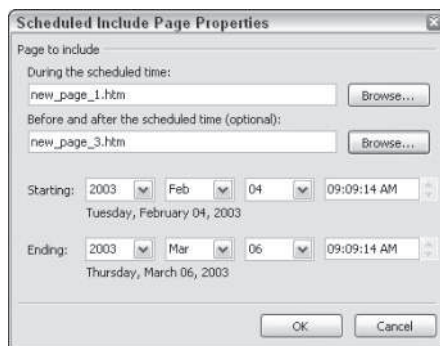 Scheduled Include Page Properties
Page to include
During the scheduled time:
new_page_1.htm Browse...
Before and after the scheduled time (optional):
new_page_3.htm Browse...
Starting: 2003 Feb 04 09:09:14 AM
Tuesday, February 04, 2003
Ending: 2003 Mar 06 09:09:14 AM
Thursday, March 06, 2003
OK Cancel